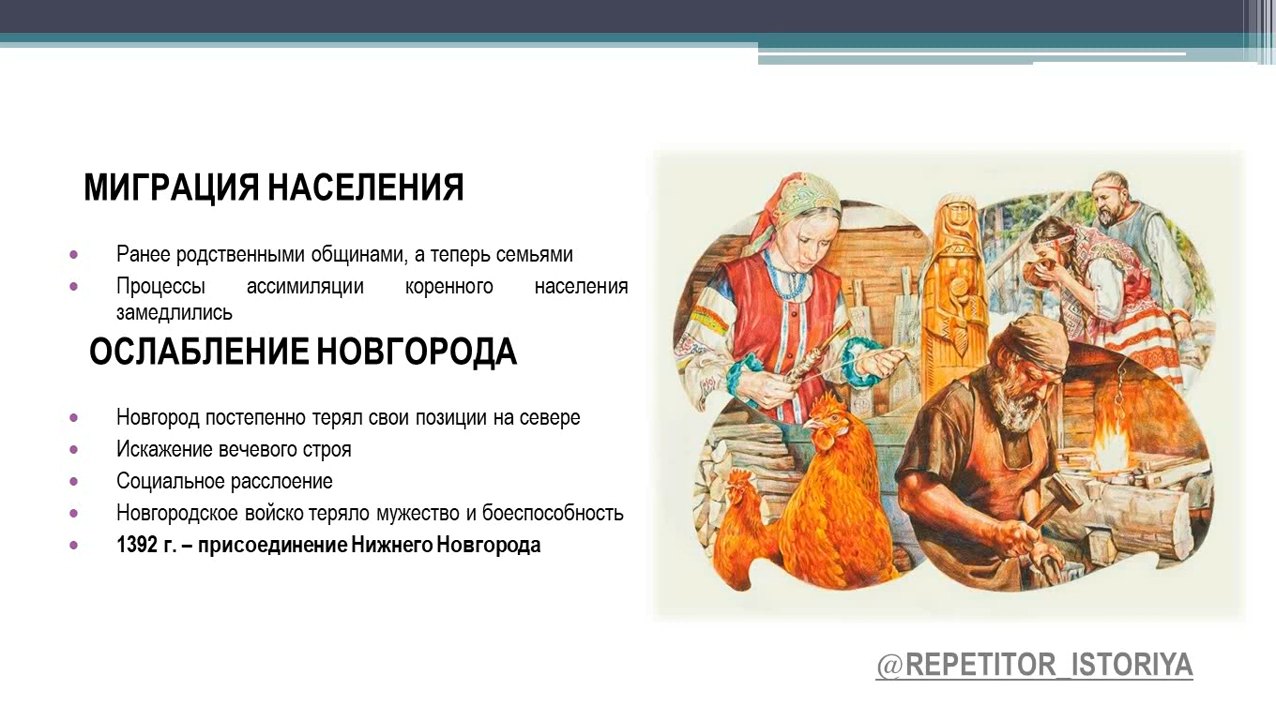 МИГРАЦИЯ НАСЕЛЕНИЯ
• Ранее родственными общинами, а теперь семьями
• Процессы ассимиляции коренного населения
замедлились
ОСЛАБЛЕНИЕ НОВГОРОДА
• Новгород постепенно терял свои позиции на севере
• Искажение вечевого строя
• Социальное расслоение
• Новгородское войско теряло мужество и боеспособность
• 1392 г. – присоединение Нижнего Новгорода
@REPETITOR_ISTORIYA